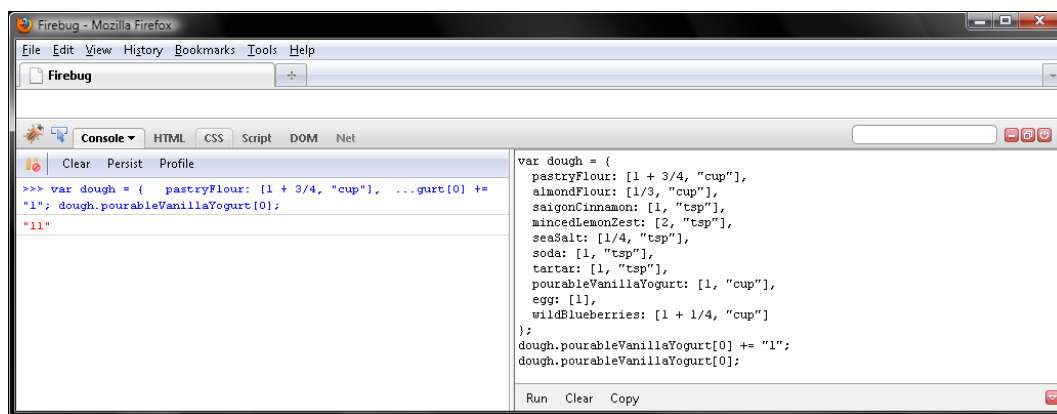 Firebug - Mozilla Firefox
File Edit View History Bookmarks Tools Help
Firebug
Console HTML CSS Script DOM Net
Clear Persist Profile
>>> var dough = {   pastryFlour: [1 + 3/4, "cup"],  ...gurt[0] +=
"1"; dough.pourableVanillaYogurt[0];
"11"
var dough = {
  pastryFlour: [1 + 3/4, "cup"],
  almondFlour: [1/3, "cup"],
  saigonCinnamon: [1, "tsp"],
  mincedLemonZest: [2, "tsp"],
  seaSalt: [1/4, "tsp"],
  soda: [1, "tsp"],
  tartar: [1, "tsp"],
  pourableVanillaYogurt: [1, "cup"],
  egg: [1],
  wildBlueberries: [1 + 1/4, "cup"]
};
dough.pourableVanillaYogurt[0] += "1";
dough.pourableVanillaYogurt[0];
Run Clear Copy